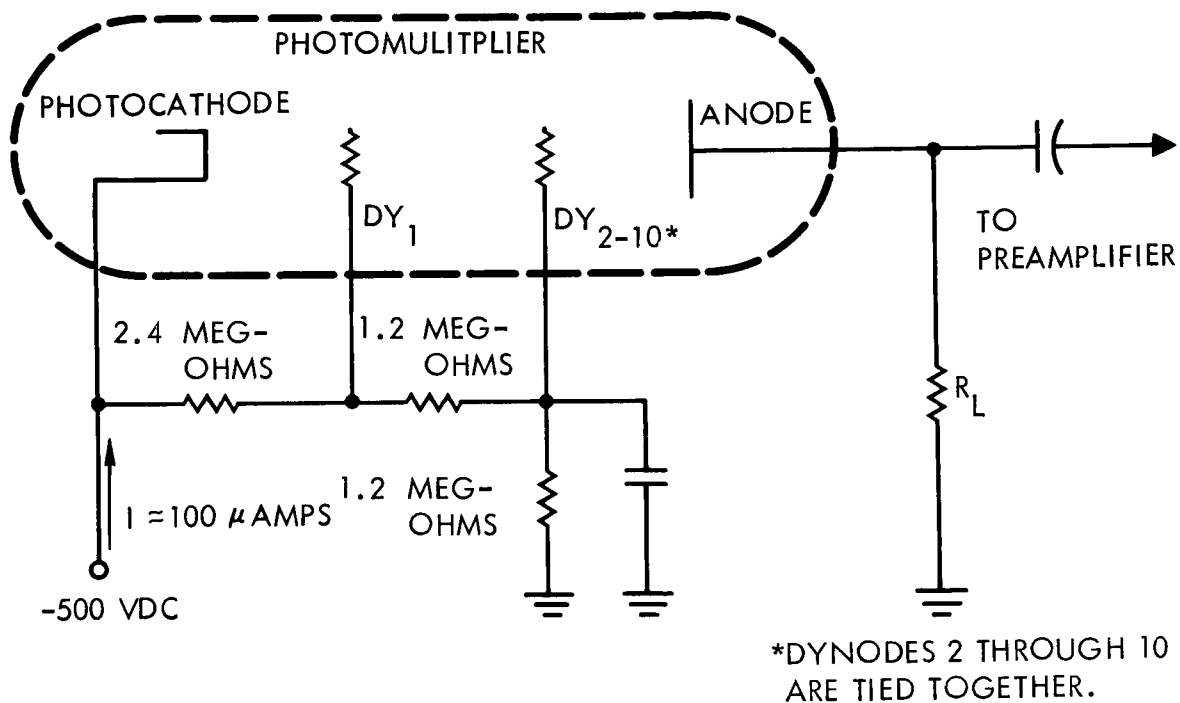 PHOTOMULITPLIER
PHOTOCATHODE
ANODE
DY1
DY2-10*
TO
PREAMPLIFIER
2.4 MEG-
OHMS
1.2 MEG-
OHMS
RL
1.2 MEG-
OHMS
I ≈100 μ AMPS
-500 VDC
*DYNODES 2 THROUGH 10
ARE TIED TOGETHER.